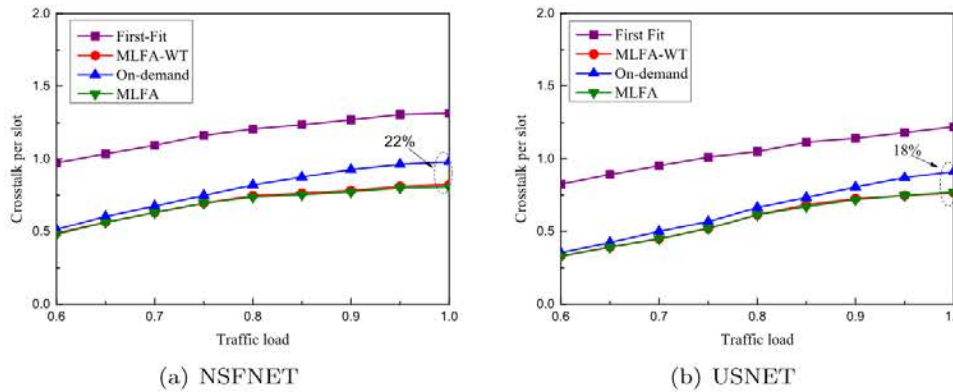 2.0
1.5
1.0
0.5
0.0
Crosstalk per slot
First-Fit
MLFA-WT
On-demand
MLFA
22%
0.6 0.7 0.8 0.9 1.0
Traffic load
(a) NSFNET
2.0
1.5
1.0
0.5
0.0
Crosstalk per slot
First Fit
MLFA-WT
On-demand
MLFA
18%
0.6 0.7 0.8 0.9 1.0
Traffic load
(b) USNET